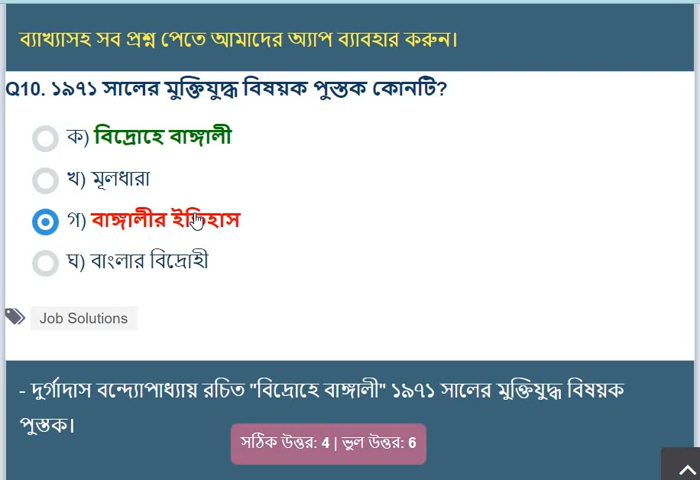 ব্যাখ্যাসহ সব প্রশ্ন পেতে আমাদের অ্যাপ ব্যাবহার করুন।
Q10. ১৯৭১ সালের মুক্তিযুদ্ধ বিষয়ক পুস্তক কোনটি?
ক) বিদ্রোহে বাঙ্গালী
খ) মূলধারা
গ) বাঙ্গালীর ইতিহাস
ঘ) বাংলার বিদ্রোহী
Job Solutions
- দুর্গাদাস বন্দ্যোপাধ্যায় রচিত "বিদ্রোহে বাঙ্গালী" ১৯৭১ সালের মুক্তিযুদ্ধ বিষয়ক
পুস্তক।
সঠিক উত্তর: 4 | ভুল উত্তর: 6